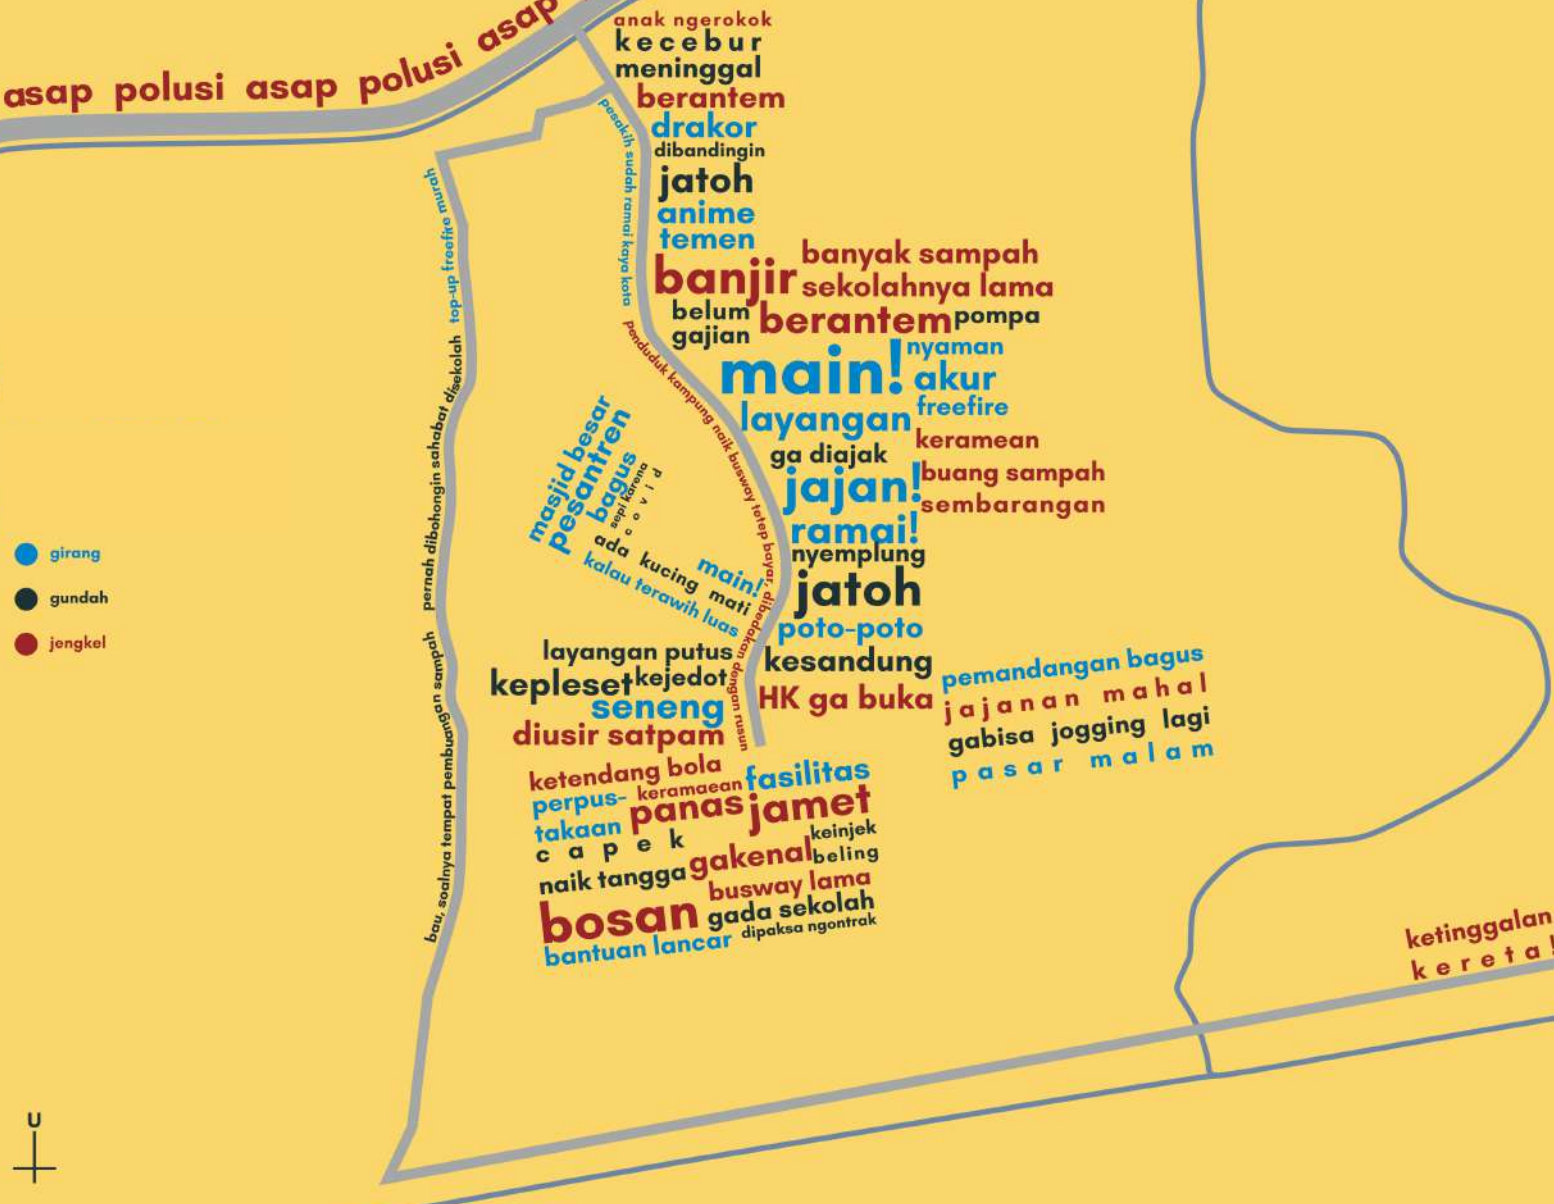 asap polusi asap polusi asap
anak ngerokok
kecebur
meninggal
berantem
drakor
dibandingin
jatoh
anime
temen
banjir
banyak sampah
sekolahnya lama
belum
gajian
berantem
pompa
main!
nyaman
akur
layangan
freefire
ga diajak
keramean
jajan!
buang sampah
sembarangan
ramai!
nyemplung
jatoh
poto-poto
kesandung
HK ga buka
pesakih sudah ramai kaya kota
penduduk kampung naik busway tetep bayar, dibedakan dengan rusun
top-up freefire murah
pernah dibohongin sahabat disekolah
bau, soalnya tempat pembuangan sampah
masjid besar
pesantren
bagus
sepi karena
covid
ada kucing mati
kalau terawih luas
main!
layangan putus
kepleset
kejedot
seneng
diusir satpam
pemandangan bagus
jajanan mahal
gabisa jogging lagi
pasar malam
ketendang bola
perpus-
takaan
keramaean
fasilitas
panas
jamet
capek
keinjek
beling
naik tangga
gakenal
busway lama
bosan
gada sekolah
dipaksa ngontrak
bantuan lancar
ketinggalan
kereta!
girang
gundah
jengkel
U